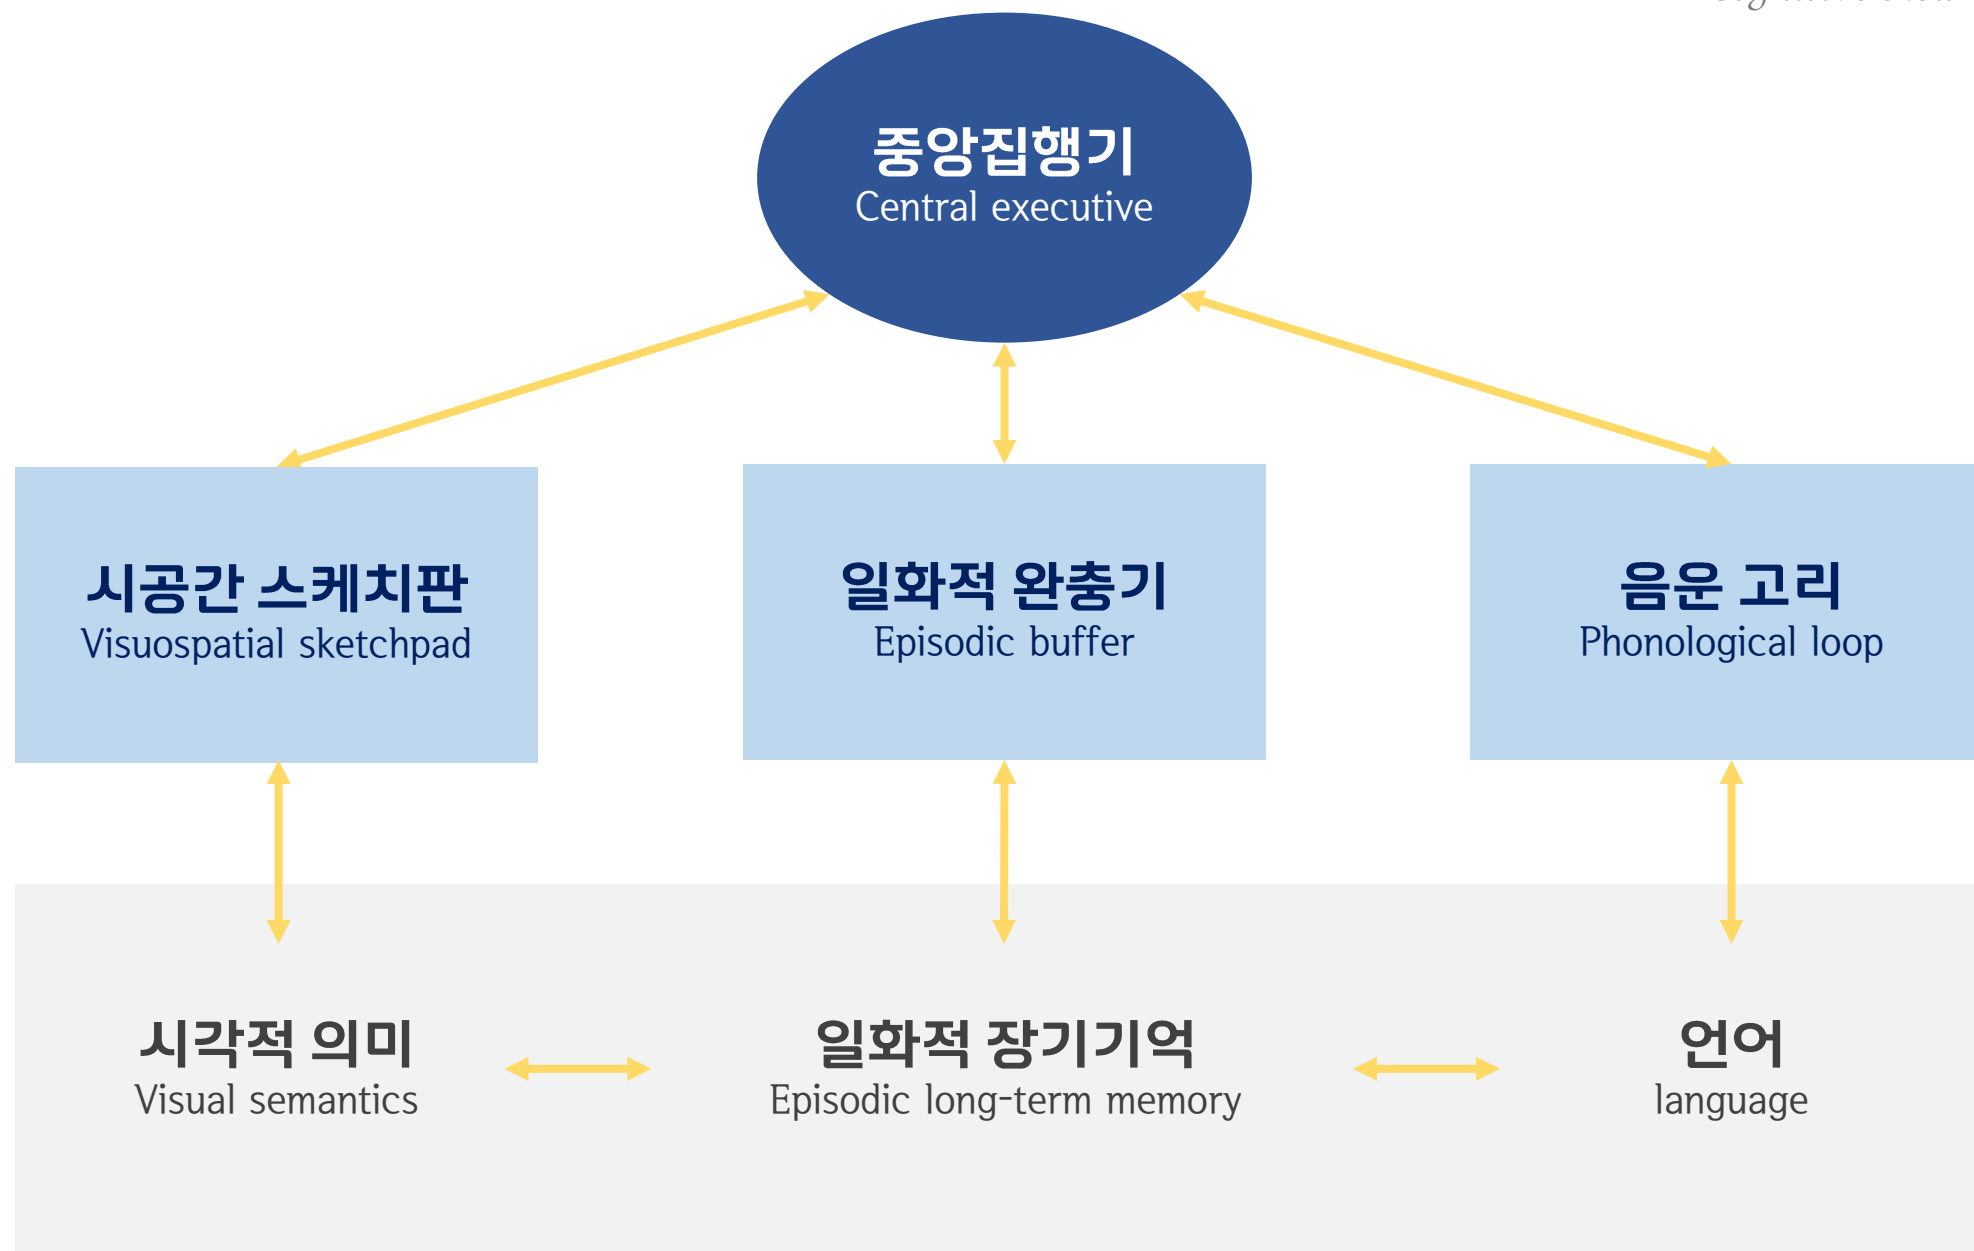 중앙집행기
Central executive
시공간 스케치판
Visuospatial sketchpad
일화적 완충기
Episodic buffer
음운 고리
Phonological loop
시각적 의미
Visual semantics
일화적 장기기억
Episodic long-term memory
언어
language